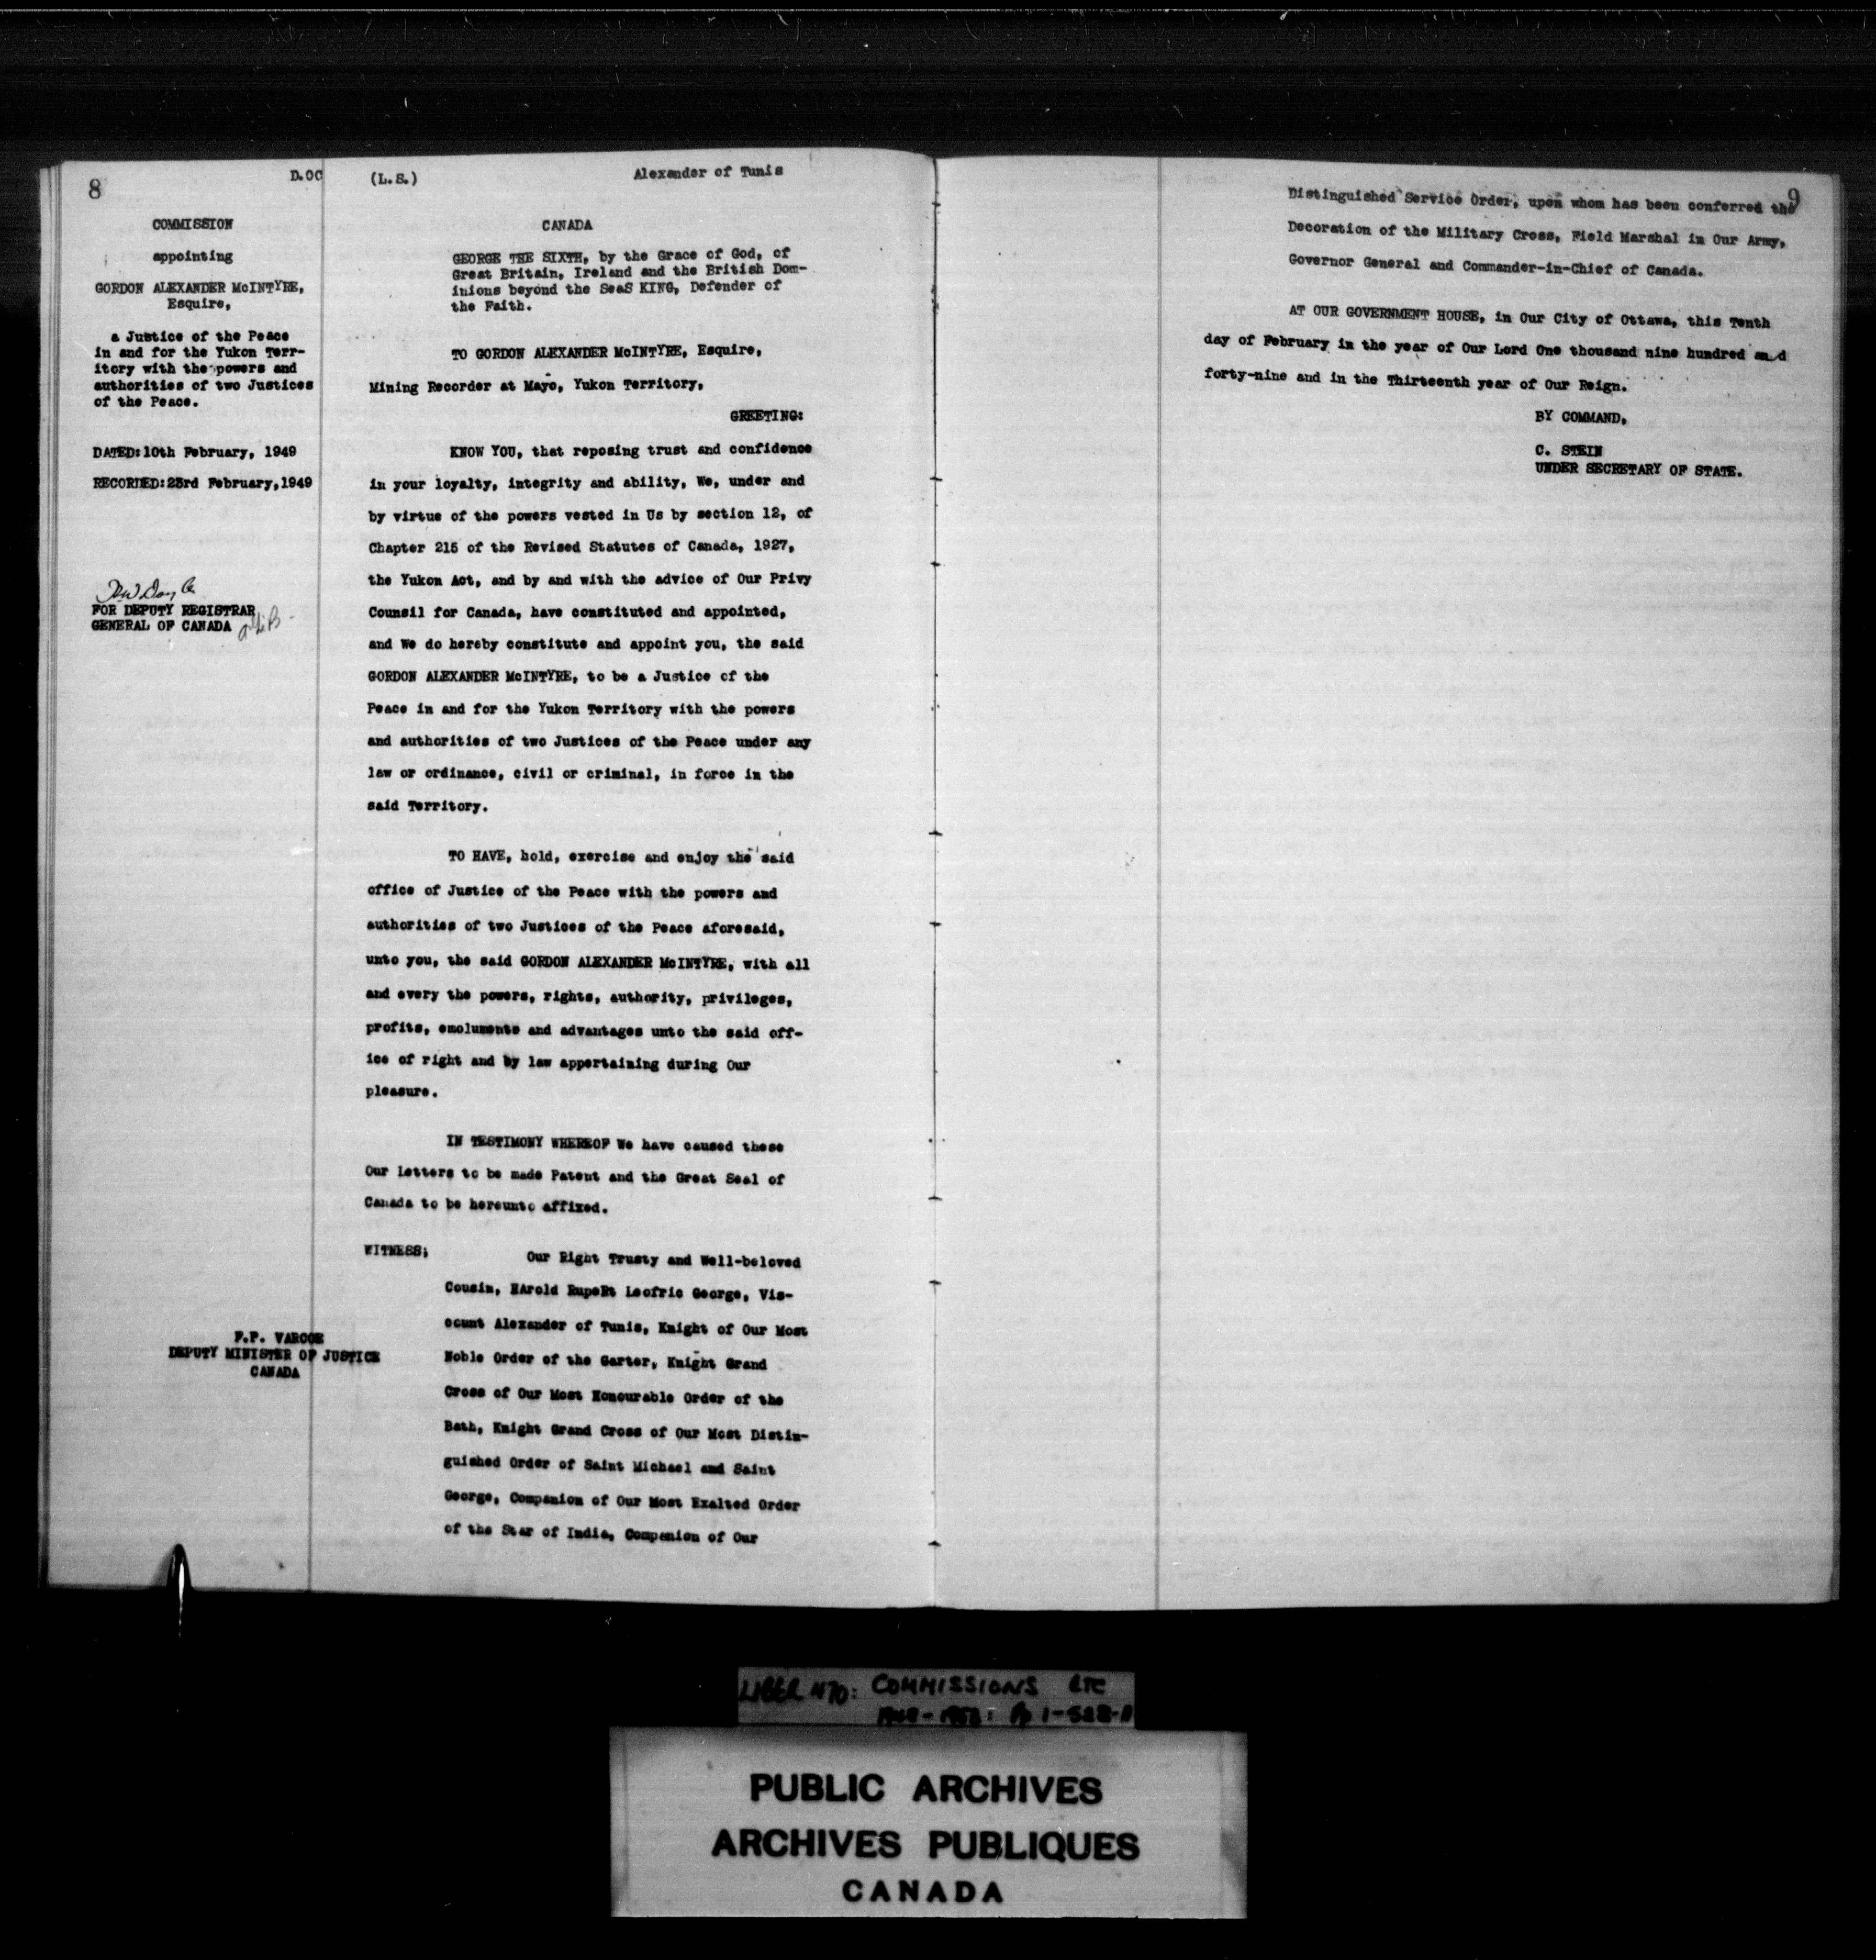 8
D.OC
COMMISSION
appointing
GORDON ALEXANDER McINTYRE,
Esquire,
a Justice of the Peace
in and for the Yukon Terr-
itory with the powers and
authorities of two Justices
of the Peace.
DATED:10th February, 1949
RECORDED:23rd February,1949
FOR DEPUTY REGISTRAR
GENERAL OF CANADA
F.P. VARCOE
DEPUTY MINISTER OF JUSTICE
CANADA
(L.S.) Alexander of Tunis
CANADA
GEORGE THE SIXTH, by the Grace of God, of
Great Britain, Ireland and the British Dom-
inions beyond the SeaS KING, Defender of
the Faith.
TO GORDON ALEXANDER McINTYRE, Esquire,
Mining Recorder at Mayo, Yukon Territory,
GREETING:
KNOW YOU, that reposing trust and confidence
in your loyalty, integrity and ability, We, under and
by virtue of the powers vested in Us by section 12, of
Chapter 215 of the Revised Statutes of Canada, 1927,
the Yukon Act, and by and with the advice of Our Privy
Council for Canada, have constituted and appointed,
and We do hereby constitute and appoint you, the said
GORDON ALEXANDER McINTYRE, to be a Justice of the
Peace in and for the Yukon Territory with the powers
and authorities of two Justices of the Peace under any
law or ordinance, civil or criminal, in force in the
said Territory.
TO HAVE, hold, exercise and enjoy the said
office of Justice of the Peace with the powers and
authorities of two Justices of the Peace aforesaid,
unto you, the said GORDON ALEXANDER McINTYRE, with all
and every the powers, rights, authority, privileges,
profits, emoluments and advantages unto the said off-
ice of right and by law appertaining during Our
pleasure.
IN TESTIMONY WHEREOF We have caused these
Our Letters to be made Patent and the Great Seal of
Canada to be hereunto affixed.
WITNESS; Our Right Trusty and Well-beloved
Cousin, HArold RupeRt Leofric George, Vis-
count Alexander of Tunis, Knight of Our Most
Noble Order of the Garter, Knight Grand
Cross of Our Most Honourable Order of the
Bath, Knight Grand Cross of Our Most Distin-
guished Order of Saint Michael and Saint
George, Companion of Our Most Exalted Order
of the Star of India, Companion of Our
9
Distinguished Service Order, upon whom has been conferred the
Decoration of the Military Cross, Field Marshal in Our Army,
Governor General and Commander-in-Chief of Canada.
AT OUR GOVERNMENT HOUSE, in Our City of Ottawa, this Tenth
day of February in the year of Our Lord One thousand nine hundred and
forty-nine and in the Thirteenth year of Our Reign.
BY COMMAND,
C. STEIN
UNDER SECRETARY OF STATE.
LIBER 470: COMMISSIONS ETC
Pp 1-528-
PUBLIC ARCHIVES
ARCHIVES PUBLIQUES
CANADA